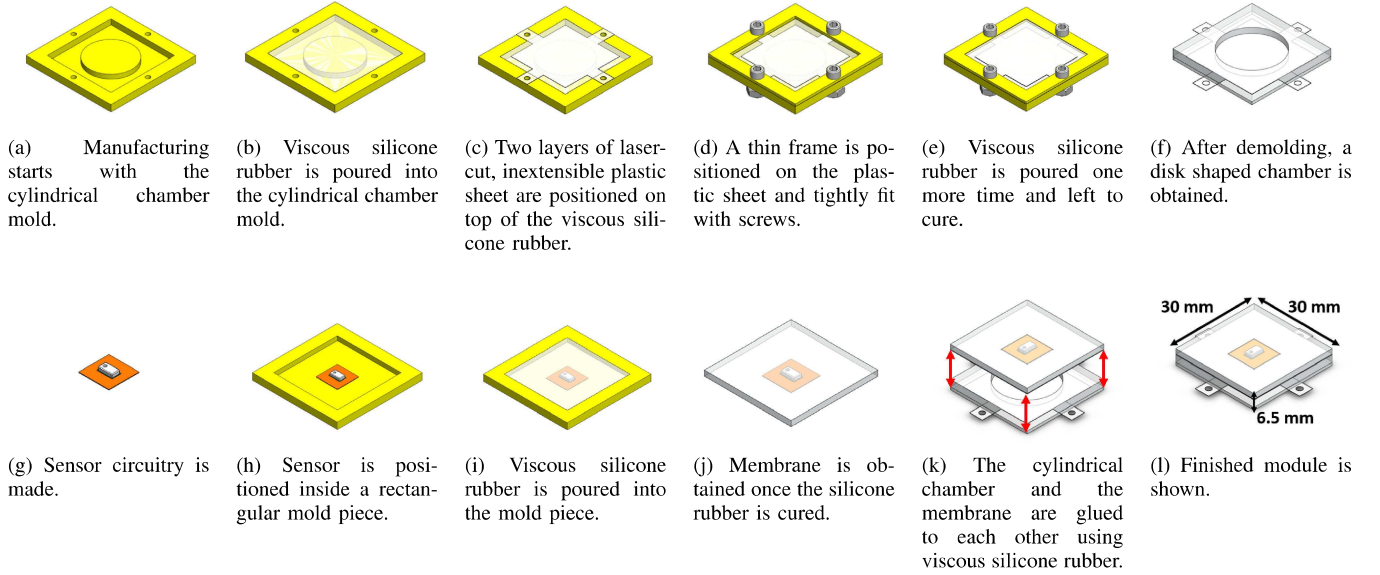 (a) Manufacturing
starts with the
cylindrical chamber
mold.
(b) Viscous silicone
rubber is poured into
the cylindrical chamber
mold.
(c) Two layers of laser-
cut, inextensible plastic
sheet are positioned on
top of the viscous sili-
cone rubber.
(d) A thin frame is po-
sitioned on the plas-
tic sheet and tightly fit
with screws.
(e) Viscous silicone
rubber is poured one
more time and left to
cure.
(f) After demolding, a
disk shaped chamber is
obtained.
30 mm
30 mm
6.5 mm
(g) Sensor circuitry is
made.
(h) Sensor is posi-
tioned inside a rectan-
gular mold piece.
(i) Viscous silicone
rubber is poured into
the mold piece.
(j) Membrane is ob-
tained once the silicone
rubber is cured.
(k) The cylindrical
chamber and the
membrane are glued
to each other using
viscous silicone rubber.
(l) Finished module is
shown.